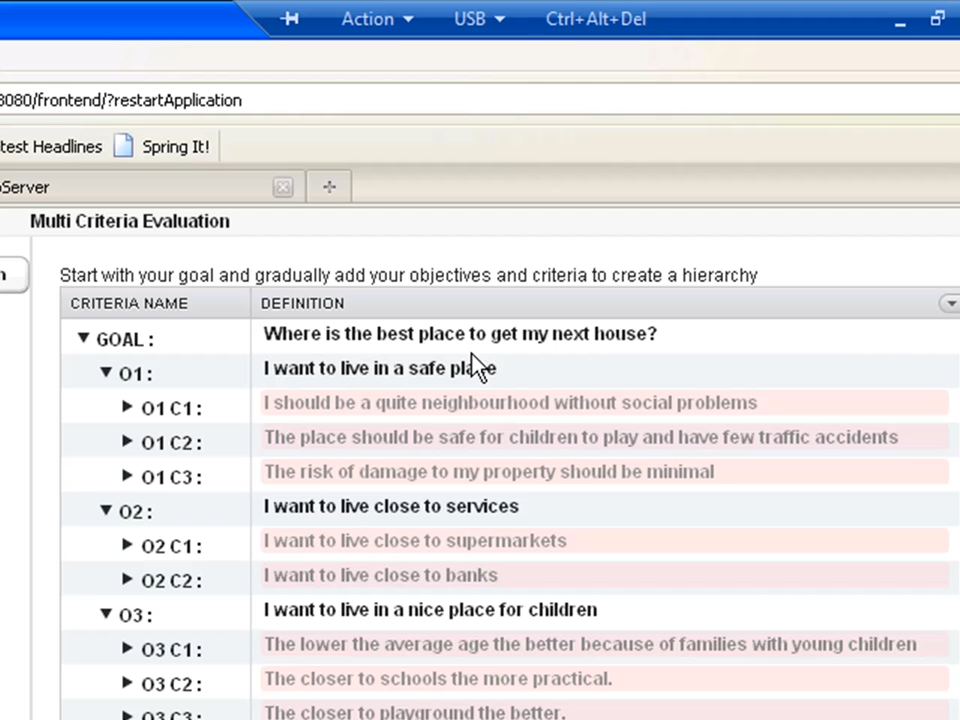 Action USB Ctrl+Alt+Del
8080/frontend/?restartApplication
test Headlines Spring It!
oServer
Multi Criteria Evaluation
n
Start with your goal and gradually add your objectives and criteria to create a hierarchy
CRITERIA NAME DEFINITION
GOAL : Where is the best place to get my next house?
O1 : I want to live in a safe place
O1 C1 : I should be a quite neighbourhood without social problems
O1 C2 : The place should be safe for children to play and have few traffic accidents
O1 C3 : The risk of damage to my property should be minimal
O2 : I want to live close to services
O2 C1 : I want to live close to supermarkets
O2 C2 : I want to live close to banks
O3 : I want to live in a nice place for children
O3 C1 : The lower the average age the better because of families with young children
O3 C2 : The closer to schools the more practical.
O3 C3 : The closer to playground the better.